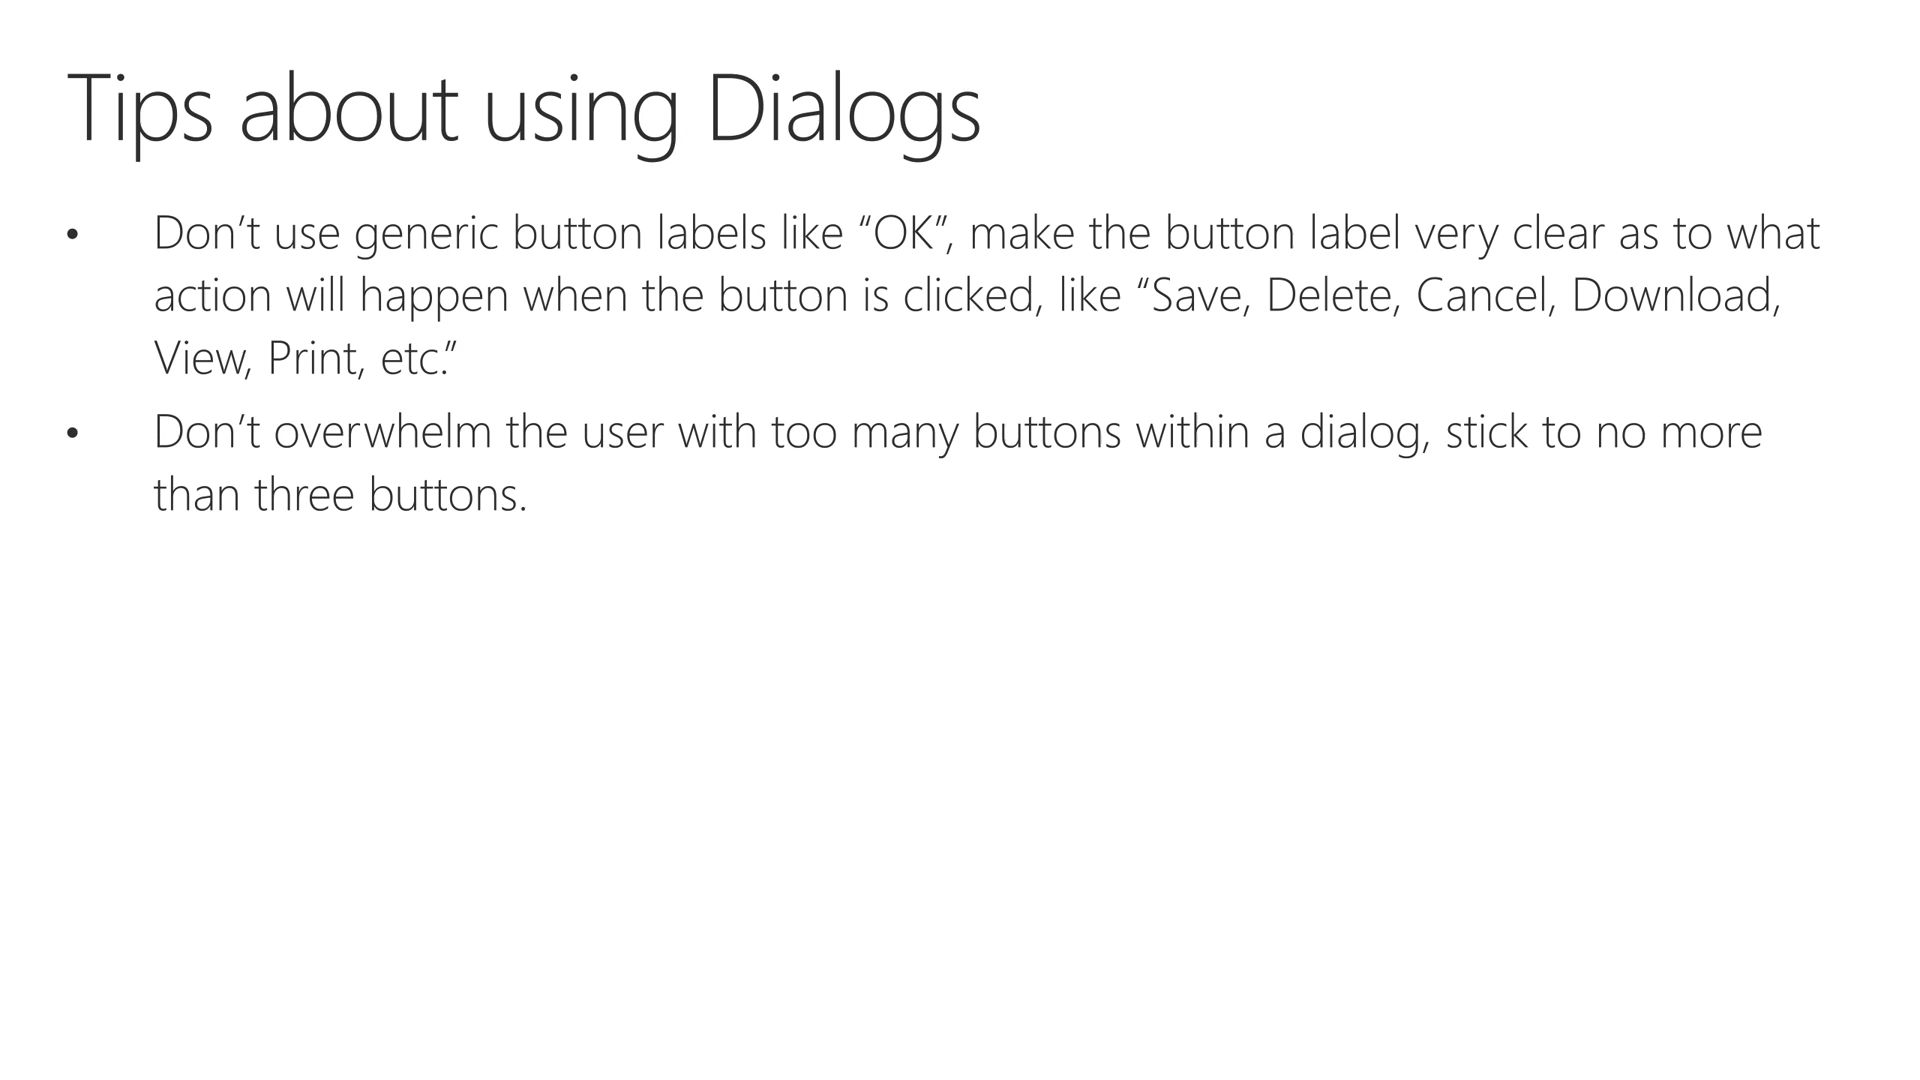 Tips about using Dialogs
• Don’t use generic button labels like “OK”, make the button label very clear as to what
action will happen when the button is clicked, like “Save, Delete, Cancel, Download,
View, Print, etc.”
• Don’t overwhelm the user with too many buttons within a dialog, stick to no more
than three buttons.